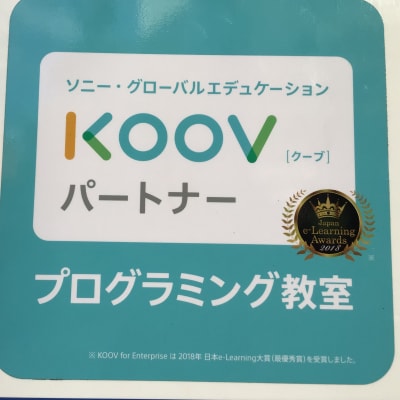 ソニー・グローバルエデュケーション
KOOV
[クーブ]
パートナー
Japan
e-Learning
Awards
2018
※
プログラミング教室
※ KOOV for Enterprise は 2018年 日本e-Learning大賞（最優秀賞）を受賞しました。